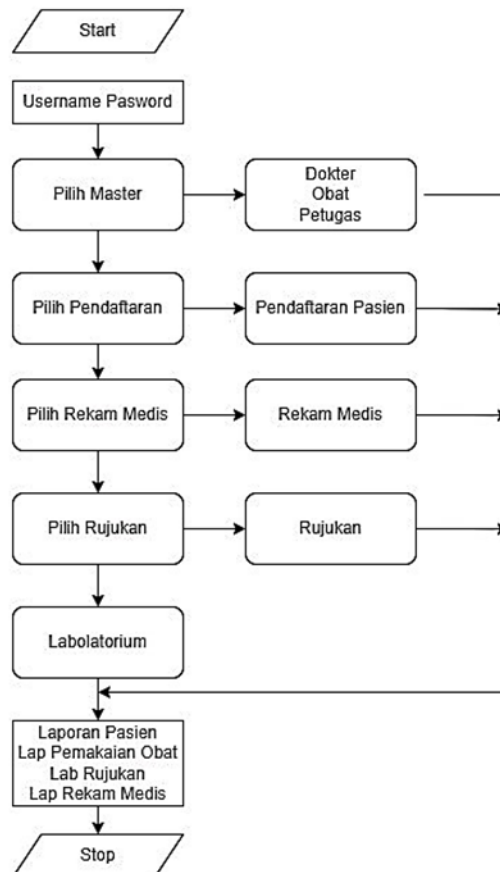 Start
Username Pasword
Pilih Master
Dokter
Obat
Petugas
Pilih Pendaftaran
Pendaftaran Pasien
Pilih Rekam Medis
Rekam Medis
Pilih Rujukan
Rujukan
Labolatorium
Laporan Pasien
Lap Pemakaian Obat
Lab Rujukan
Lap Rekam Medis
Stop